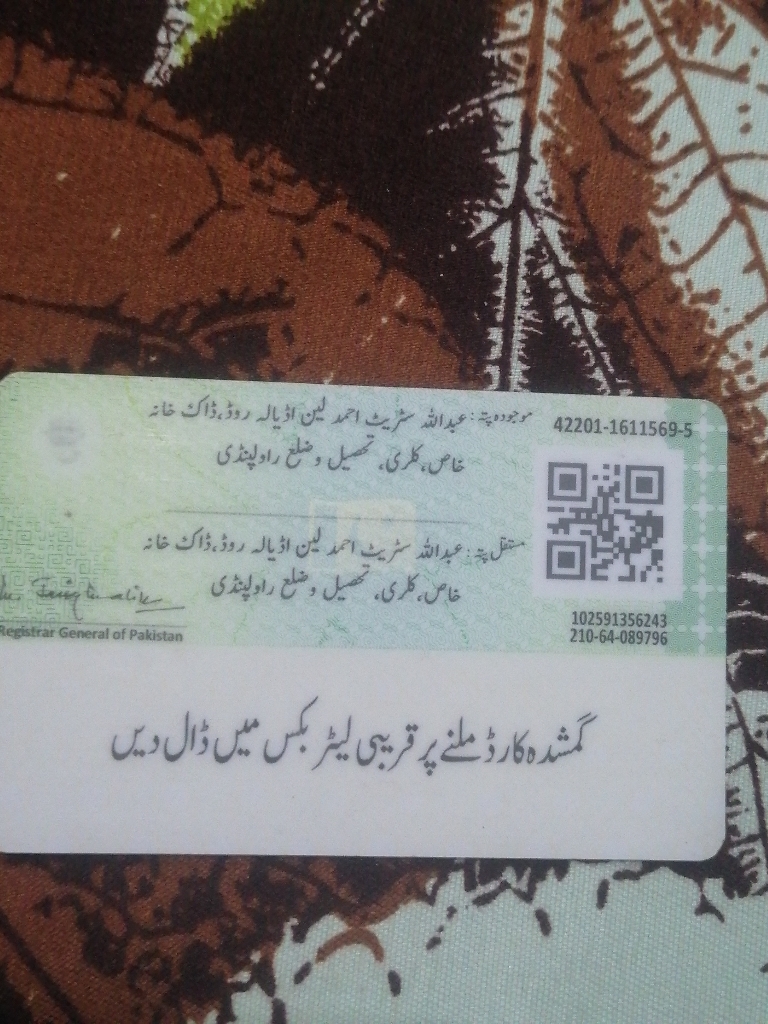 موجودہ پتہ: عبداللہ سٹریٹ احمد لین اڈیالہ روڈ، ڈاک خانہ
خاص، کلری، تحصیل و ضلع راولپنڈی
42201-1611569-5
مستقل پتہ: عبداللہ سٹریٹ احمد لین اڈیالہ روڈ، ڈاک خانہ
خاص، کلری، تحصیل و ضلع راولپنڈی
102591356243
210-64-089796
Registrar General of Pakistan
گمشدہ کارڈ ملنے پر قریبی لیٹر بکس میں ڈال دیں